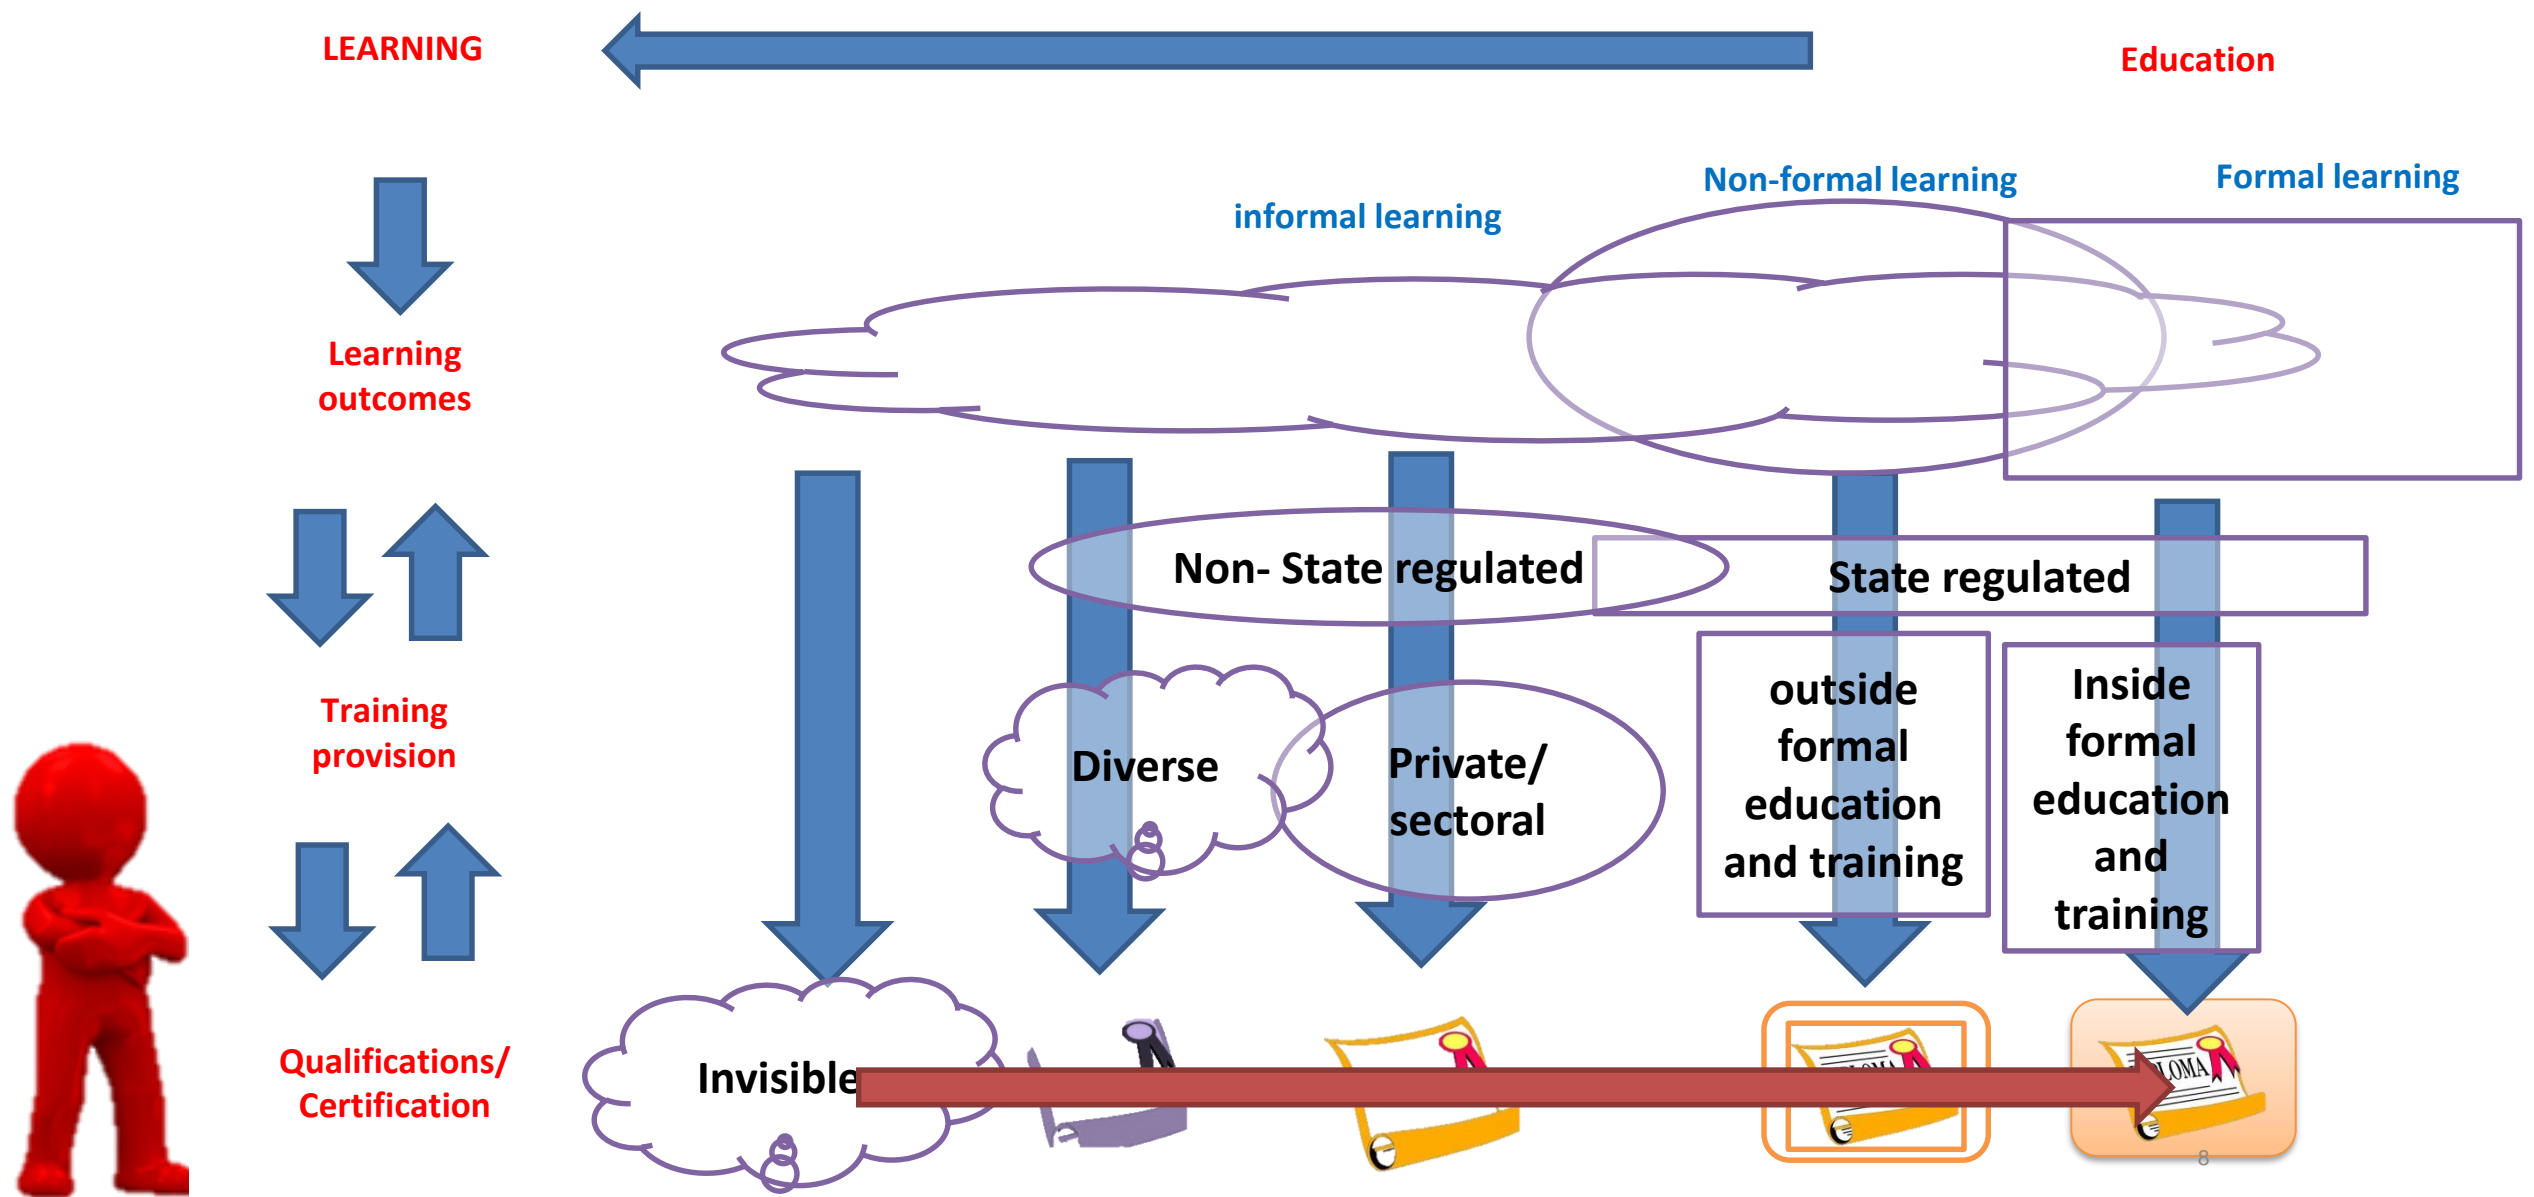 LEARNING
Education
informal learning
Non-formal learning
Formal learning
Learning
outcomes
Non- State regulated
State regulated
Training
provision
Diverse
Private/
sectoral
outside
formal
education
and training
Inside
formal
education
and
training
Qualifications/
Certification
Invisible
8